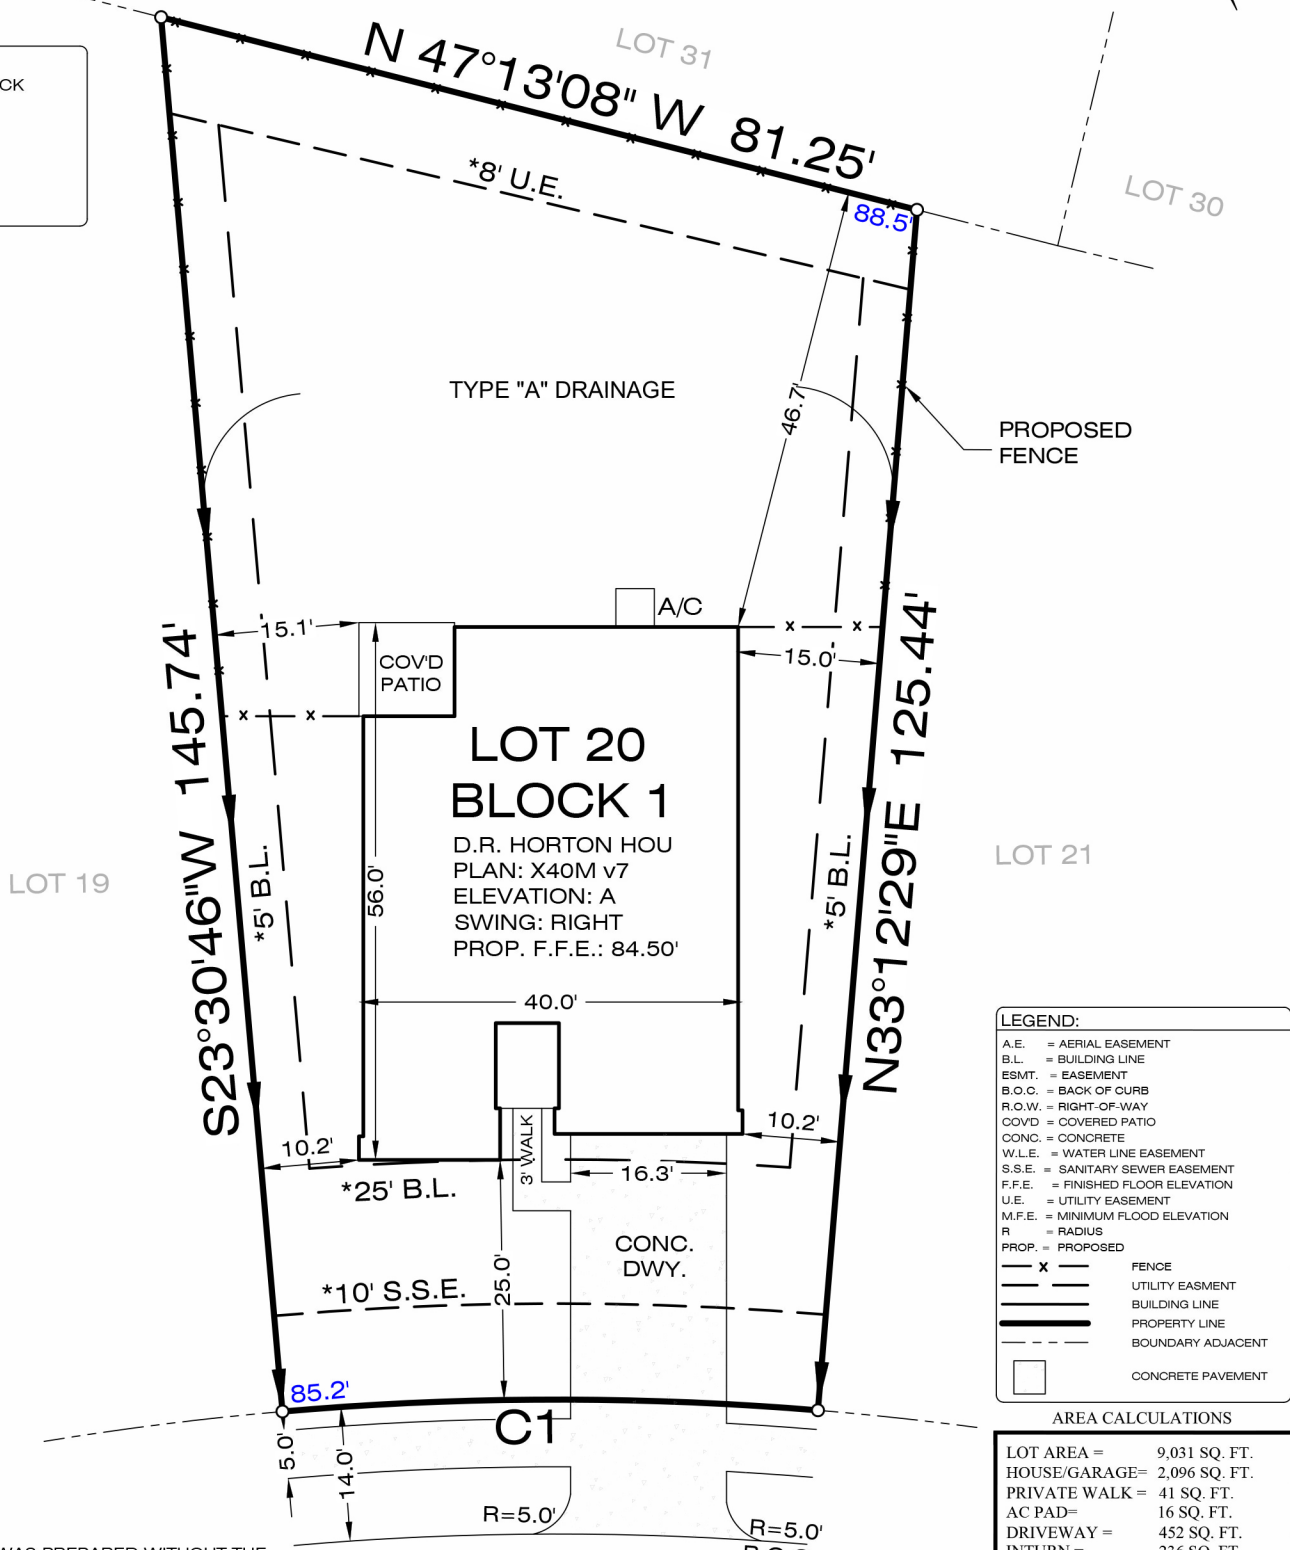 LOT 31
CK
N 47°13'08" W 81.25'
*8' U.E.
LOT 30
88.5'
TYPE "A" DRAINAGE
46.7'
PROPOSED
FENCE
A/C
15.1'
COV'D
PATIO
15.0'
S23°30'46"W 145.74'
N33°12'29"E 125.44'
LOT 20
BLOCK 1
D.R. HORTON HOU
PLAN: X40M v7
ELEVATION: A
SWING: RIGHT
PROP. F.F.E.: 84.50'
LOT 19
LOT 21
*5' B.L.
56.0'
*5' B.L.
40.0'
10.2'
3' WALK
10.2'
*25' B.L.
16.3'
CONC.
DWY.
25.0'
*10' S.S.E.
85.2'
C1
5.0'
14.0'
R=5.0'
R=5.0'
LEGEND:
A.E. = AERIAL EASEMENT
B.L. = BUILDING LINE
ESMT. = EASEMENT
B.O.C. = BACK OF CURB
R.O.W. = RIGHT-OF-WAY
COV'D = COVERED PATIO
CONC. = CONCRETE
W.L.E. = WATER LINE EASEMENT
S.S.E. = SANITARY SEWER EASEMENT
F.F.E. = FINISHED FLOOR ELEVATION
U.E. = UTILITY EASEMENT
M.F.E. = MINIMUM FLOOD ELEVATION
R = RADIUS
PROP. = PROPOSED
FENCE
UTILITY EASMENT
BUILDING LINE
PROPERTY LINE
BOUNDARY ADJACENT
CONCRETE PAVEMENT
AREA CALCULATIONS
LOT AREA = 9,031 SQ. FT.
HOUSE/GARAGE= 2,096 SQ. FT.
PRIVATE WALK = 41 SQ. FT.
AC PAD= 16 SQ. FT.
DRIVEWAY = 452 SQ. FT.
INTURN = 236 SQ. FT.
WAS PREPARED WITHOUT THE